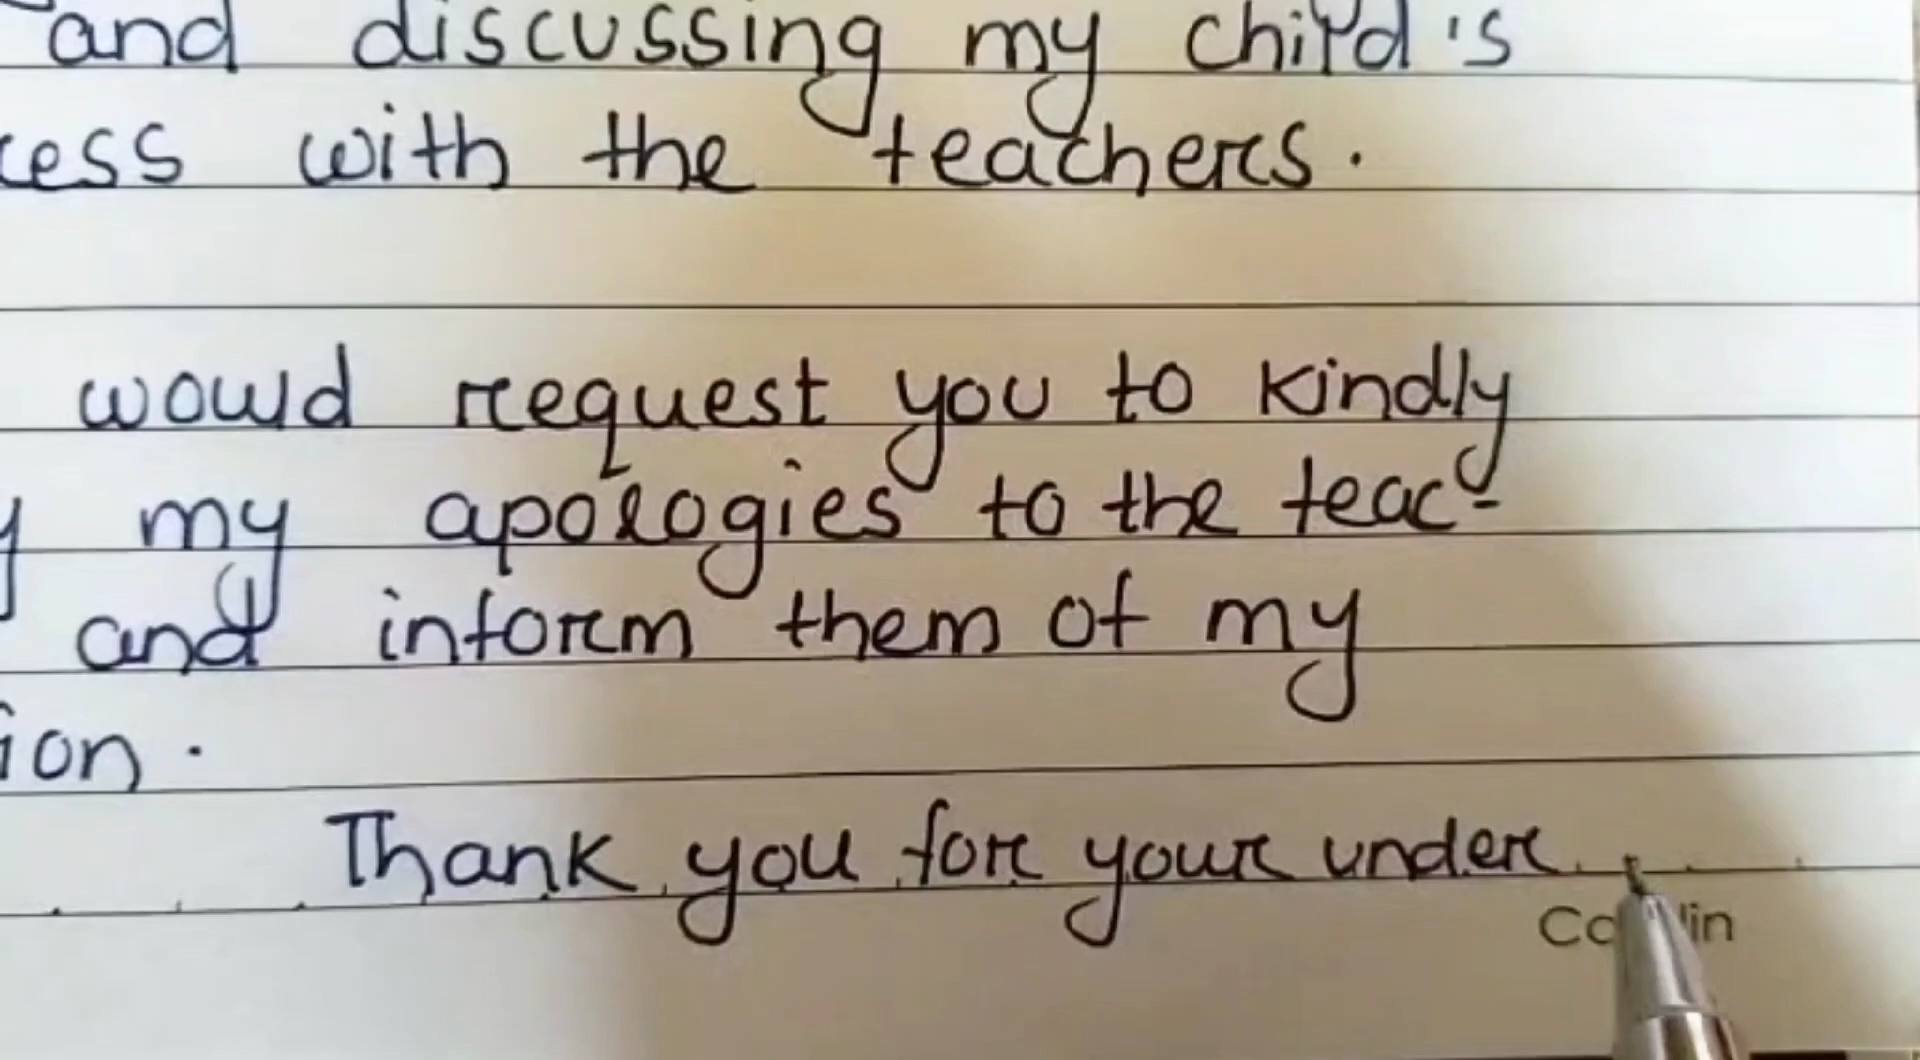 and discussing my child's
cess with the teachers.
would request you to kindly
y my apologies to the teac-
and inform them of my
ion.
Thank you for your under